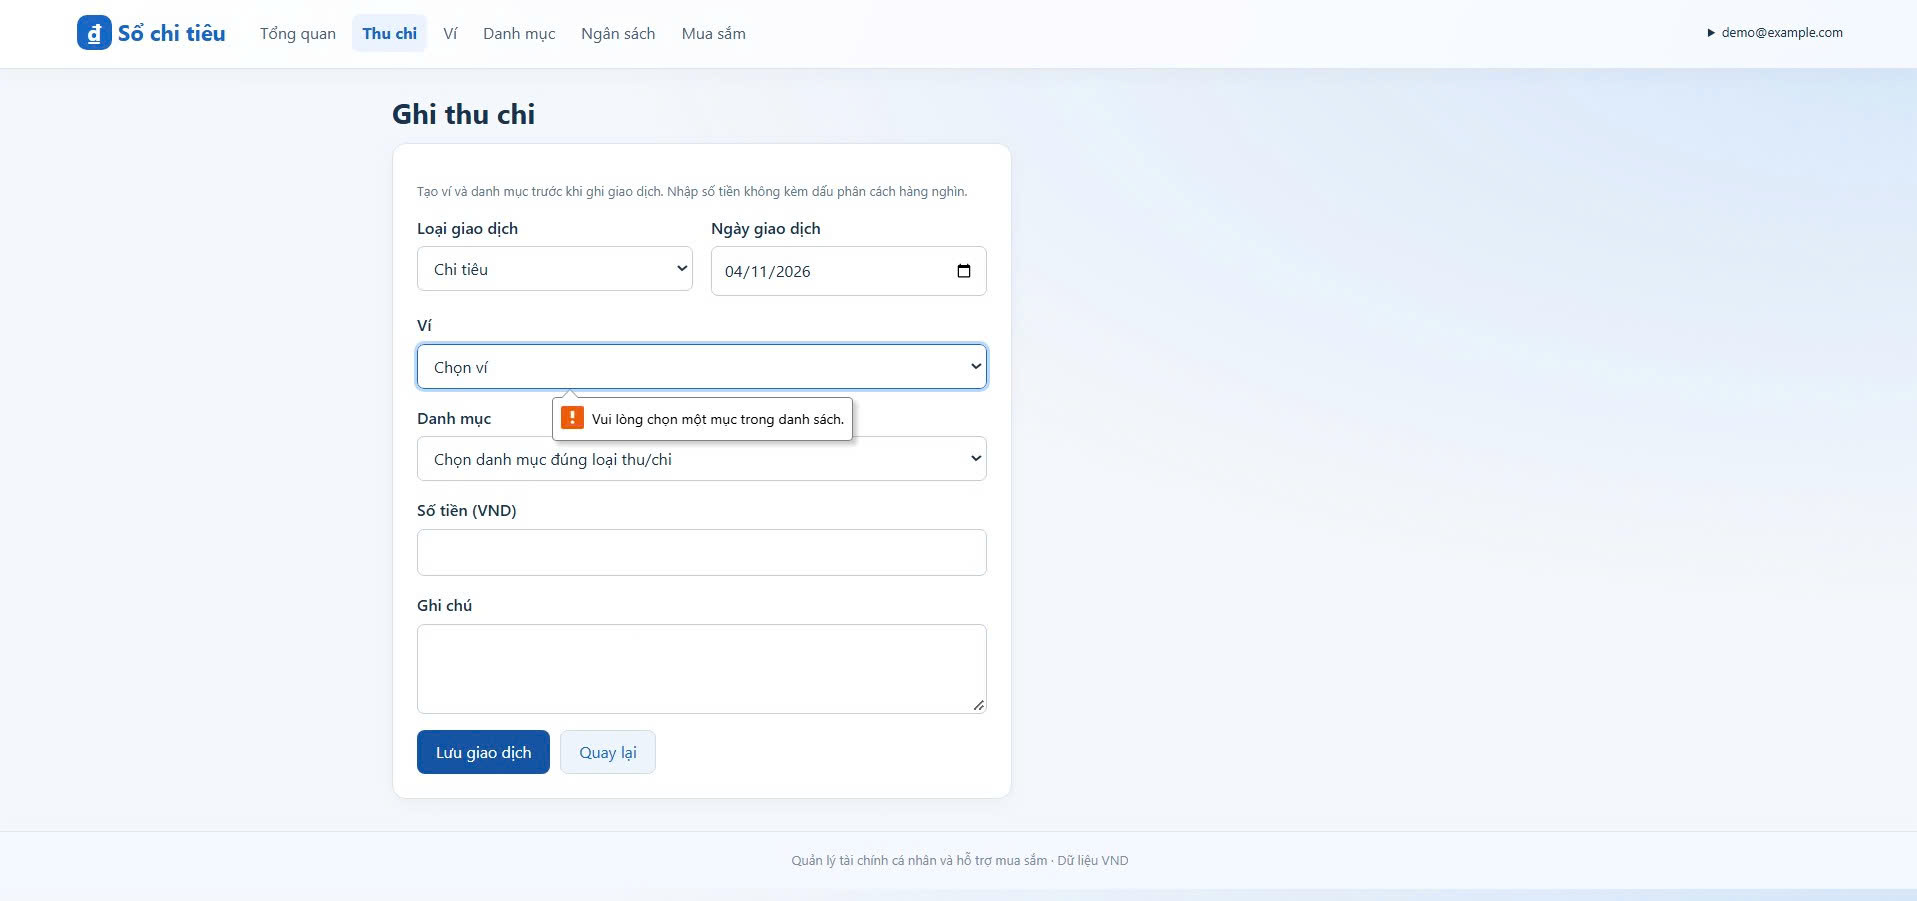 đ Sổ chi tiêu Tổng quan Thu chi Ví Danh mục Ngân sách Mua sắm demo@example.com
Ghi thu chi
Tạo ví và danh mục trước khi ghi giao dịch. Nhập số tiền không kèm dấu phân cách hàng nghìn.
Loại giao dịch Ngày giao dịch
Chi tiêu 04/11/2026
Ví
Chọn ví
Vui lòng chọn một mục trong danh sách.
Danh mục
Chọn danh mục đúng loại thu/chi
Số tiền (VND)
Ghi chú
Lưu giao dịch Quay lại
Quản lý tài chính cá nhân và hỗ trợ mua sắm · Dữ liệu VND